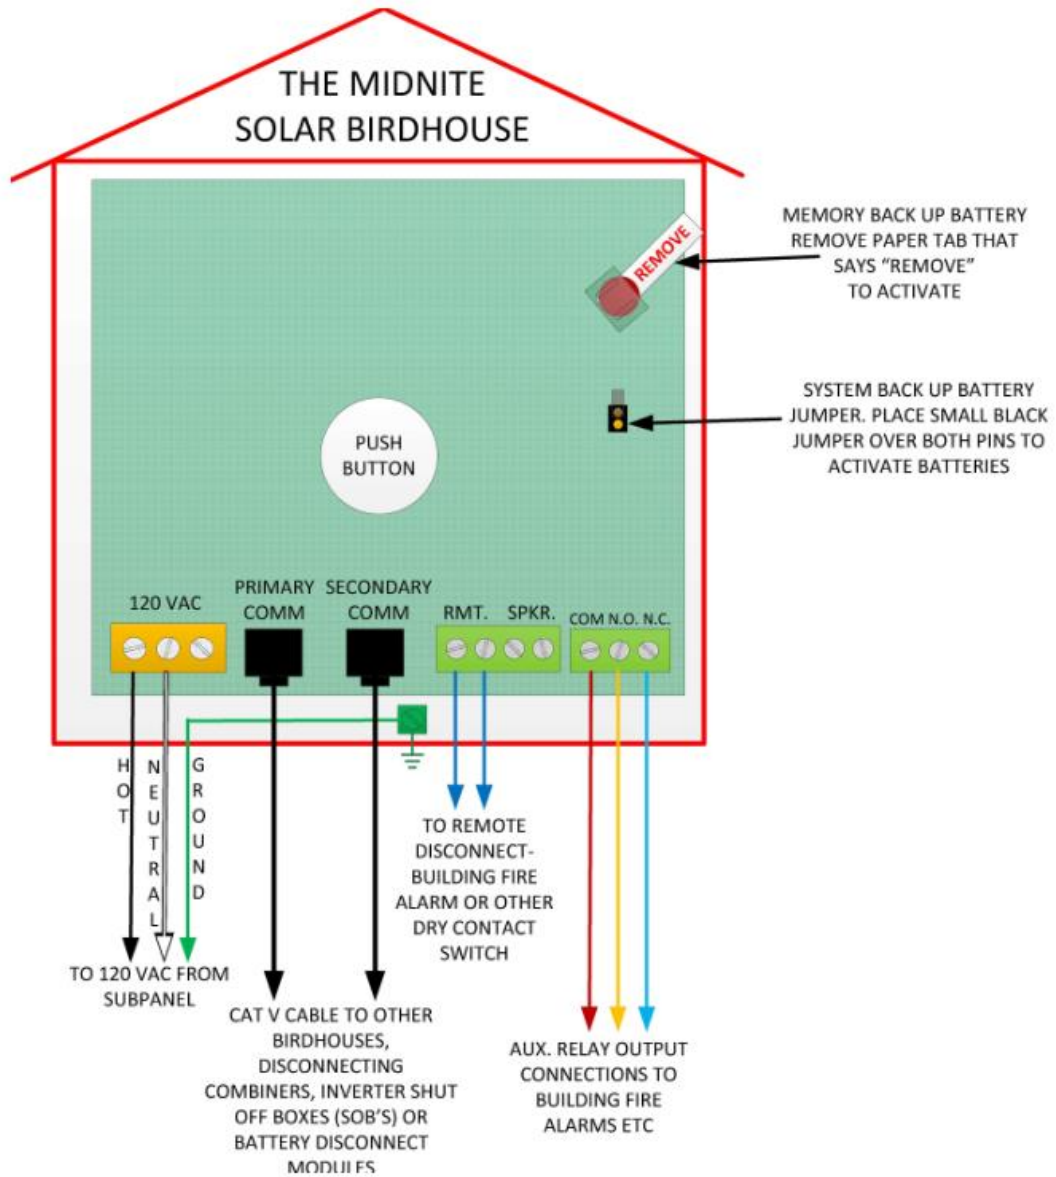 THE MIDNITE
SOLAR BIRDHOUSE
REMOVE
MEMORY BACK UP BATTERY
REMOVE PAPER TAB THAT
SAYS “REMOVE”
TO ACTIVATE
SYSTEM BACK UP BATTERY
JUMPER. PLACE SMALL BLACK
JUMPER OVER BOTH PINS TO
ACTIVATE BATTERIES
PUSH
BUTTON
120 VAC
PRIMARY
COMM
SECONDARY
COMM
RMT. SPKR.
COM N.O. N.C.
HOT
NEUTRAL
GROUND
TO 120 VAC FROM
SUBPANEL
CAT V CABLE TO OTHER
BIRDHOUSES,
DISCONNECTING
COMBINERS, INVERTER SHUT
OFF BOXES (SOB'S) OR
BATTERY DISCONNECT
MODULES
TO REMOTE
DISCONNECT-
BUILDING FIRE
ALARM OR OTHER
DRY CONTACT
SWITCH
AUX. RELAY OUTPUT
CONNECTIONS TO
BUILDING FIRE
ALARMS ETC